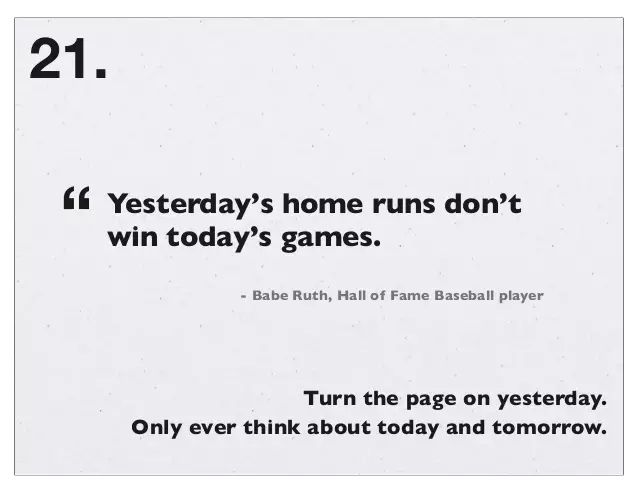 21.
“ Yesterday’s home runs don’t
win today’s games.
- Babe Ruth, Hall of Fame Baseball player
Turn the page on yesterday.
Only ever think about today and tomorrow.